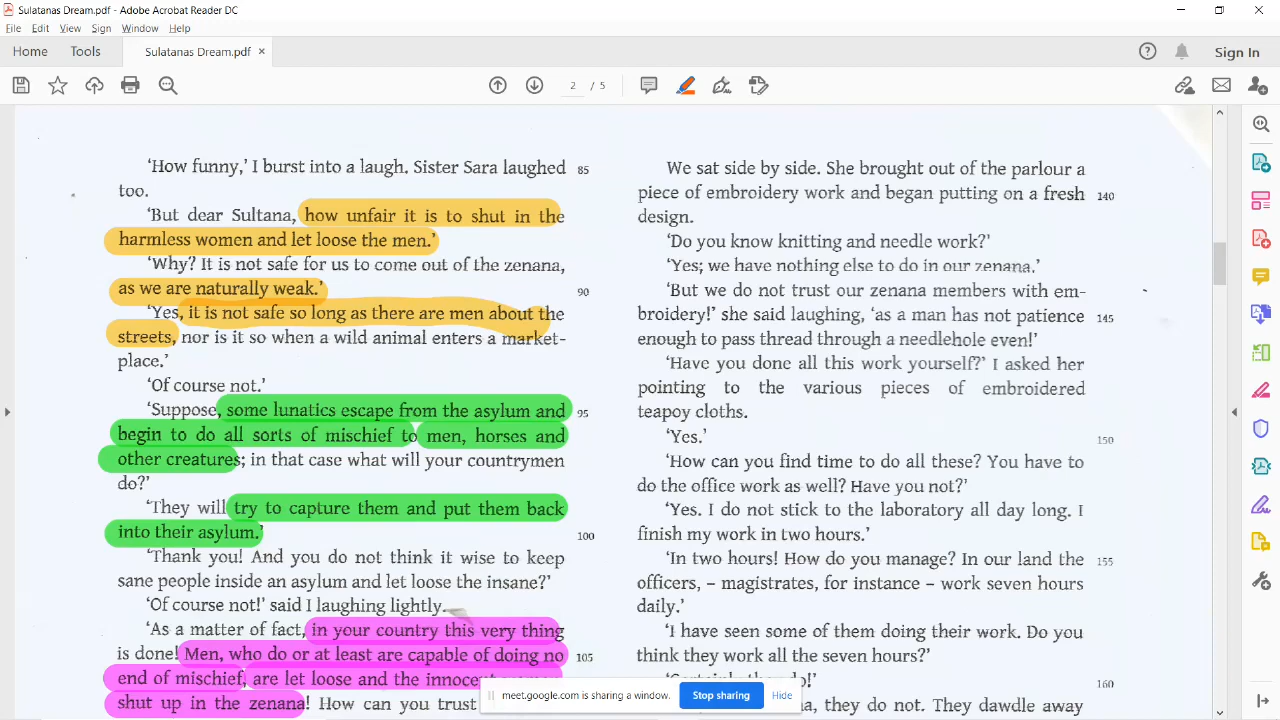 Sulatanas Dream.pdf - Adobe Acrobat Reader DC
File Edit View Sign Window Help
Home Tools Sulatanas Dream.pdf × Sign In
2 / 5
‘How funny,’ I burst into a laugh. Sister Sara laughed 85
too.
‘But dear Sultana, how unfair it is to shut in the
harmless women and let loose the men.’
‘Why? It is not safe for us to come out of the zenana,
as we are naturally weak.’ 90
‘Yes, it is not safe so long as there are men about the
streets, nor is it so when a wild animal enters a market-
place.’
‘Of course not.’
‘Suppose, some lunatics escape from the asylum and 95
begin to do all sorts of mischief to men, horses and
other creatures; in that case what will your countrymen
do?’
‘They will try to capture them and put them back
into their asylum.’ 100
‘Thank you! And you do not think it wise to keep
sane people inside an asylum and let loose the insane?’
‘Of course not!’ said I laughing lightly.
‘As a matter of fact, in your country this very thing
is done! Men, who do or at least are capable of doing no 105
end of mischief, are let loose and the innocent
shut up in the zenana! How can you trust
We sat side by side. She brought out of the parlour a
piece of embroidery work and began putting on a fresh 140
design.
‘Do you know knitting and needle work?’
‘Yes; we have nothing else to do in our zenana.’
‘But we do not trust our zenana members with em-
broidery!’ she said laughing, ‘as a man has not patience 145
enough to pass thread through a needlehole even!’
‘Have you done all this work yourself?’ I asked her
pointing to the various pieces of embroidered
teapoy cloths.
‘Yes.’ 150
‘How can you find time to do all these? You have to
do the office work as well? Have you not?’
‘Yes. I do not stick to the laboratory all day long. I
finish my work in two hours.’
‘In two hours! How do you manage? In our land the 155
officers, – magistrates, for instance – work seven hours
daily.’
‘I have seen some of them doing their work. Do you
think they work all the seven hours?’
160
they do not. They dawdle away
meet.google.com is sharing a window. Stop sharing Hide